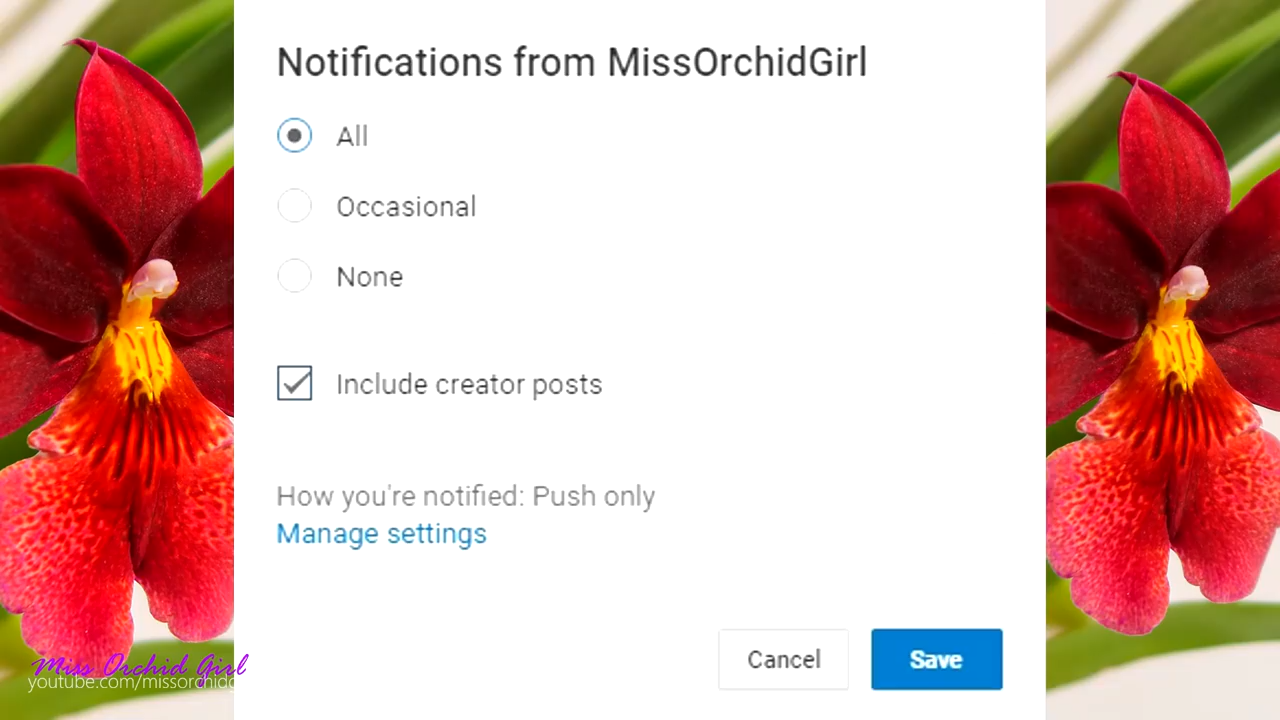 Notifications from MissOrchidGirl
All
Occasional
None
Include creator posts
How you're notified: Push only
Manage settings
Cancel
Save
Miss Orchid Girl